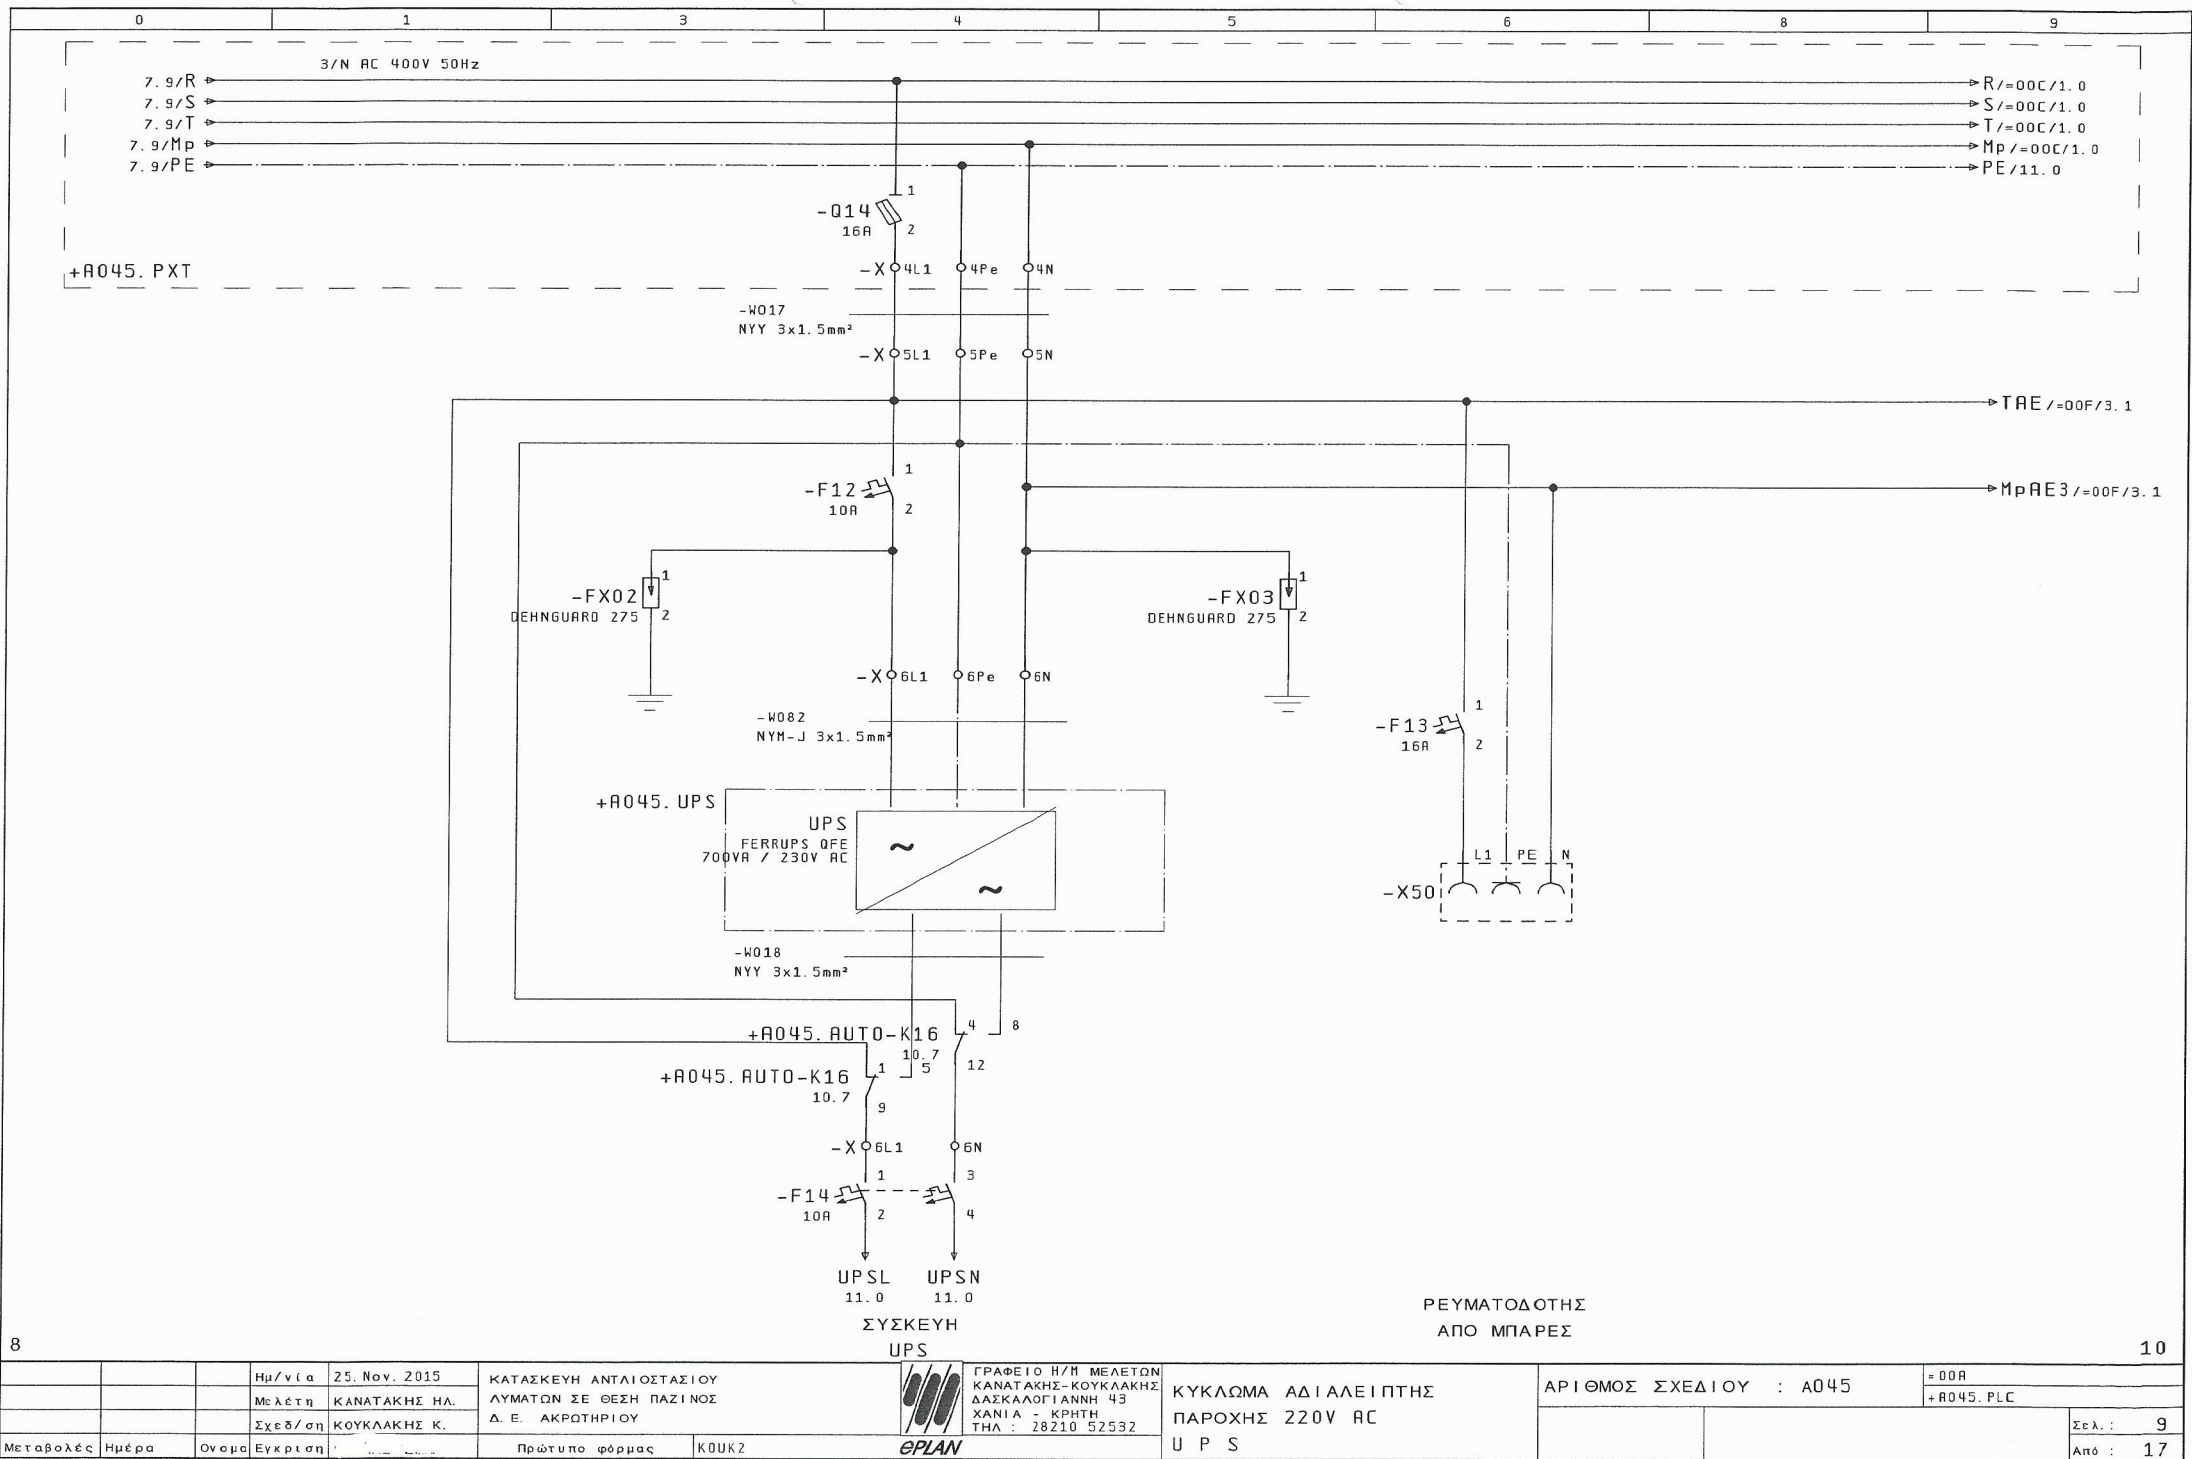 0 1 3 4 5 6 8 9
3/N AC 400V 50Hz
7.9/R R/=00C/1.0
7.9/S S/=00C/1.0
7.9/T T/=00C/1.0
7.9/Mp Mp/=00C/1.0
7.9/PE PE/11.0
1
-Q14
16A 2
+A045.PXT
-X 4L1 4Pe 4N
-W017
NYY 3x1.5mm²
-X 5L1 5Pe 5N
TAE/=00F/3.1
1
-F12
10A 2
MpAE3/=00F/3.1
1
-FX02
DEHNGUARD 275 2
1
-FX03
DEHNGUARD 275 2
-X 6L1 6Pe 6N
-W082
NYM-J 3x1.5mm²
1
-F13
16A 2
+A045.UPS
UPS
FERRUPS QFE
700VA / 230V AC
L1 PE N
-X50
-W018
NYY 3x1.5mm²
4 8
+A045.AUTO-K16
10.7
12
1 5
+A045.AUTO-K16
10.7
9
-X 6L1 6N
1 3
-F14
10A 2 4
UPSL UPSN
11.0 11.0
ΣΥΣΚΕΥΗ
UPS
ΡΕΥΜΑΤΟΔΟΤΗΣ
ΑΠΟ ΜΠΑΡΕΣ
8 10
Ημ/νία 25.Nov.2015
Μελέτη ΚΑΝΑΤΑΚΗΣ ΗΛ.
Σχεδ/ση ΚΟΥΚΛΑΚΗΣ Κ.
Μεταβολές Ημέρα Ονομα Εγκριση
ΚΑΤΑΣΚΕΥΗ ΑΝΤΛΙΟΣΤΑΣΙΟΥ
ΛΥΜΑΤΩΝ ΣΕ ΘΕΣΗ ΠΑΖΙΝΟΣ
Δ.Ε. ΑΚΡΩΤΗΡΙΟΥ
Πρώτυπο φόρμας KOUK2
ePLAN
ΓΡΑΦΕΙΟ Η/Μ ΜΕΛΕΤΩΝ
ΚΑΝΑΤΑΚΗΣ-ΚΟΥΚΛΑΚΗΣ
ΔΑΣΚΑΛΟΓΙΑΝΝΗ 43
ΧΑΝΙΑ - ΚΡΗΤΗ
ΤΗΛ : 28210 52532
ΚΥΚΛΩΜΑ ΑΔΙΑΛΕΙΠΤΗΣ
ΠΑΡΟΧΗΣ 220V AC
U P S
ΑΡΙΘΜΟΣ ΣΧΕΔΙΟΥ : A045
=00A
+A045.PLC
Σελ.: 9
Από : 17